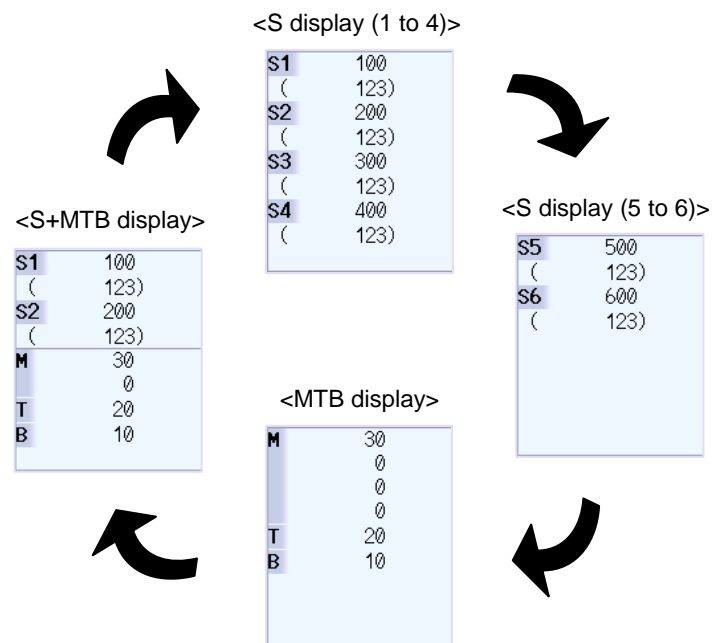 <S display (1 to 4)>
S1 100
( 123)
S2 200
( 123)
S3 300
( 123)
S4 400
( 123)
<S display (5 to 6)>
S5 500
( 123)
S6 600
( 123)
<MTB display>
M 30
0
0
0
T 20
B 10
<S+MTB display>
S1 100
( 123)
S2 200
( 123)
M 30
0
T 20
B 10